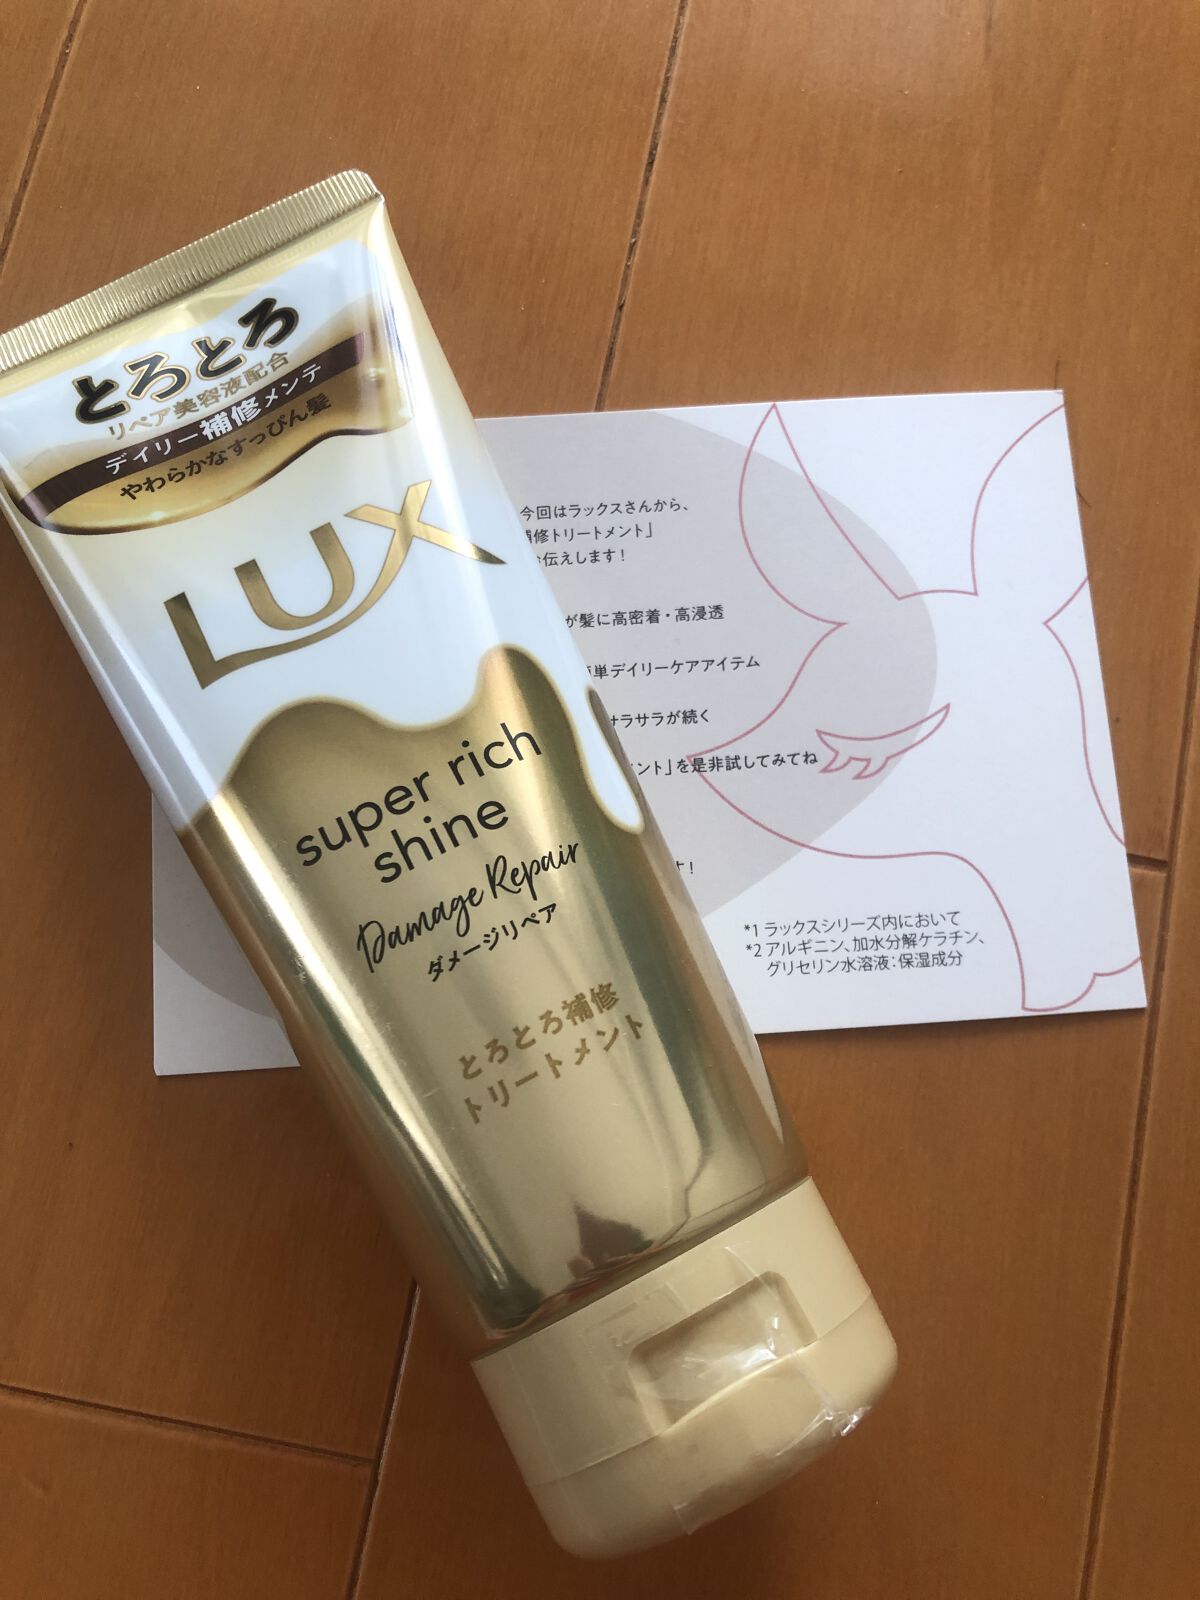 とろとろ
リペア美容液配合
デイリー補修メンテ
やわらかなすっぴん髪
LUX
super rich
shine
Damage Repair
ダメージリペア
とろとろ補修
トリートメント
今回はラックスさんから、
修トリートメント」
伝えします!
が髪に高密着・高浸透
単デイリーケアアイテム
サラサラが続く
ント」を是非試してみてね
す!
*1 ラックスシリーズ内において
*2 アルギニン、加水分解ケラチン、
グリセリン水溶液:保湿成分